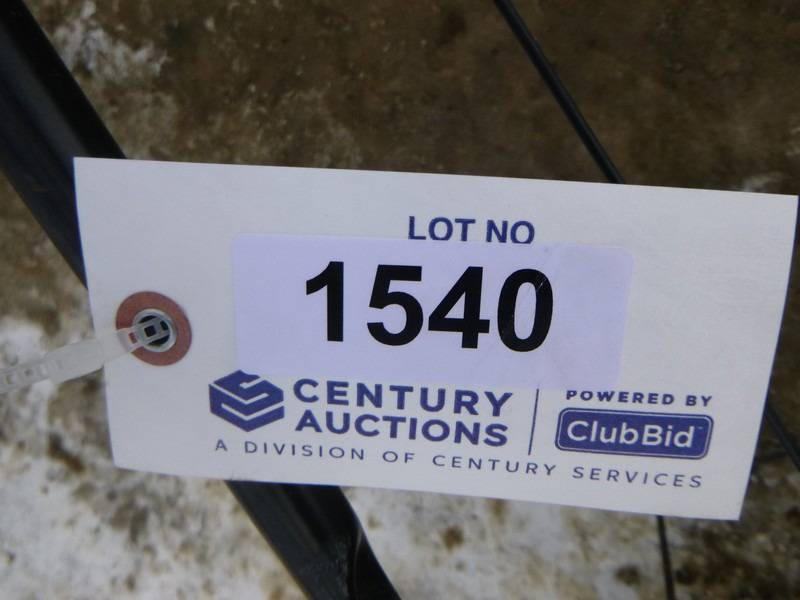 LOT NO
1540
CENTURY
AUCTIONS
POWERED BY
ClubBid
A DIVISION OF CENTURY SERVICES